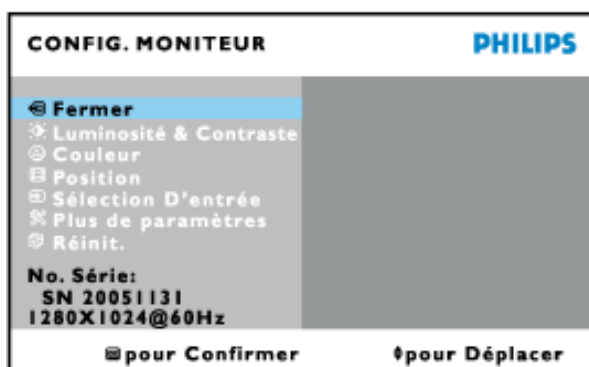 CONFIG. MONITEUR PHILIPS
Fermer
Luminosité & Contraste
Couleur
Position
Sélection D'entrée
Plus de paramètres
Réinit.
No. Série:
SN 20051131
1280X1024@60Hz
pour Confirmer pour Déplacer